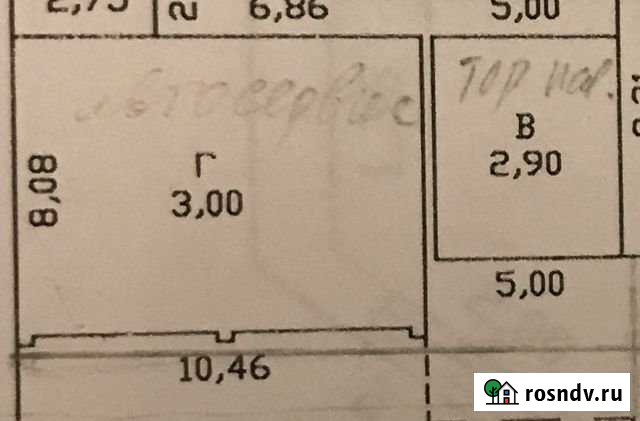 2,75 2 6,86 5,00
Автосервис Тор пав.
Г В
3,00 2,90
8,08
5,00
10,46
rosndv.ru